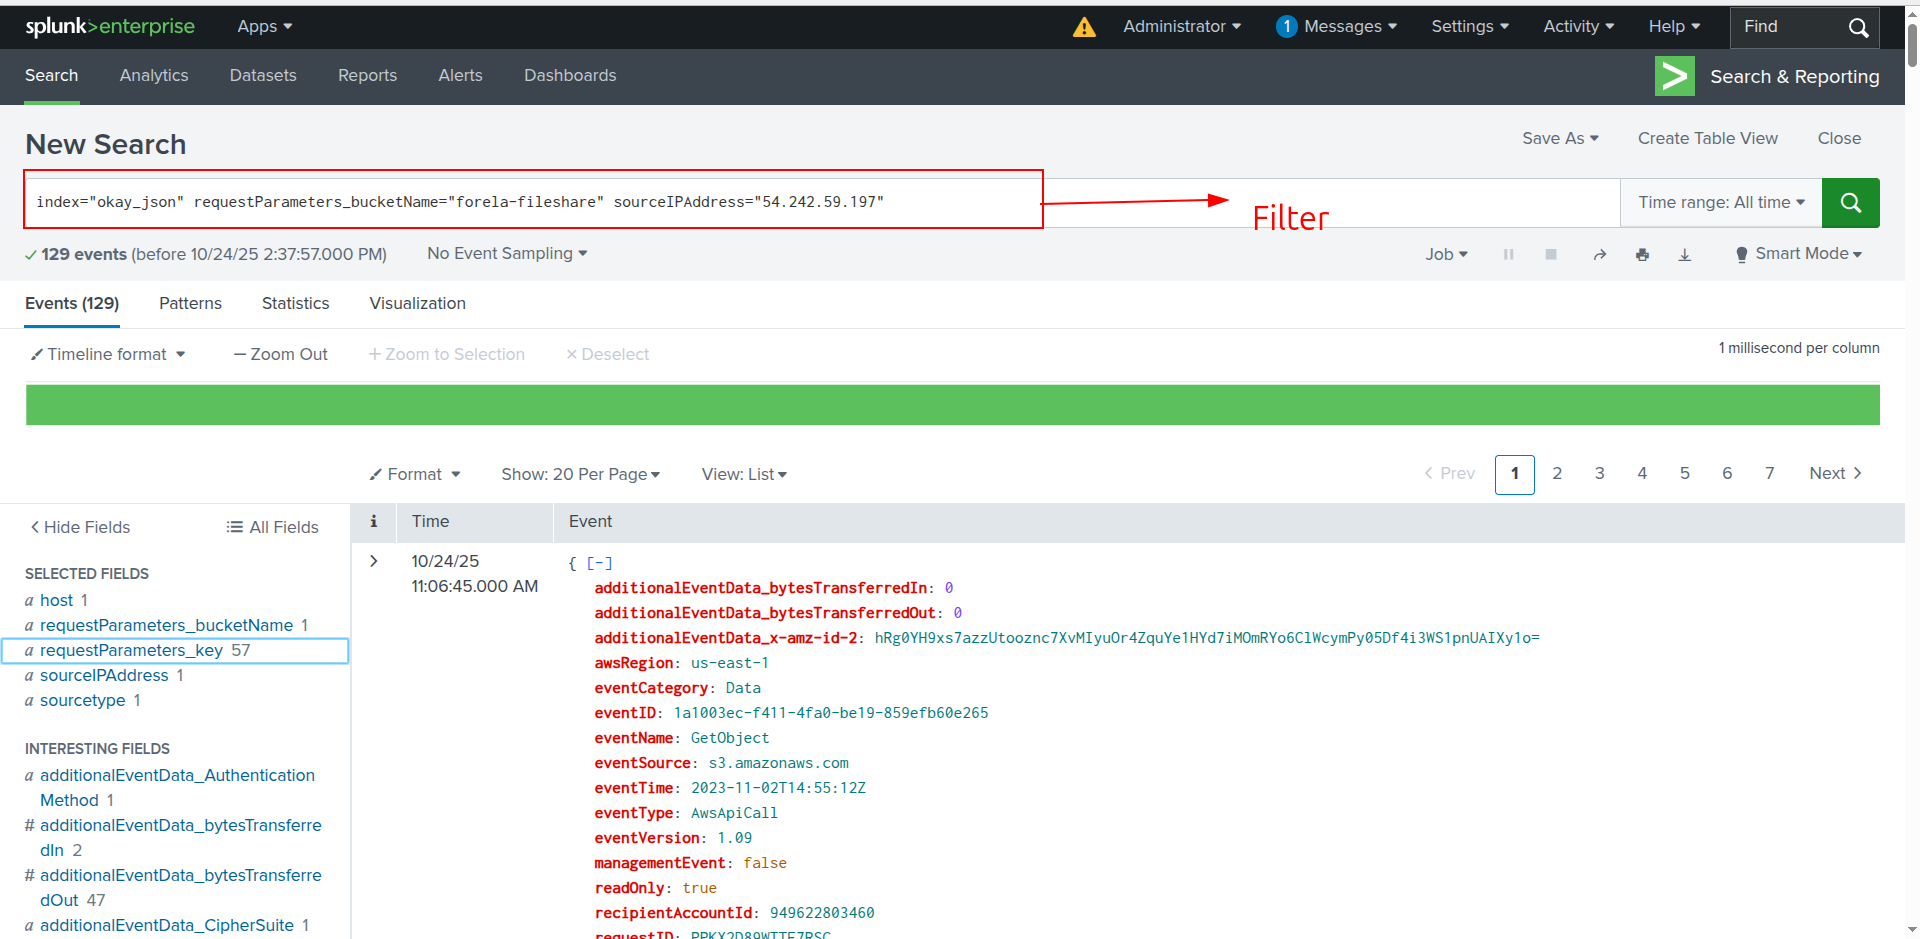 splunk>enterprise Apps Administrator 1 Messages Settings Activity Help Find
Search Analytics Datasets Reports Alerts Dashboards > Search & Reporting
New Search Save As Create Table View Close
index="okay_json" requestParameters_bucketName="forela-fileshare" sourceIPAddress="54.242.59.197" Filter Time range: All time
129 events (before 10/24/25 2:37:57.000 PM) No Event Sampling Job Smart Mode
Events (129) Patterns Statistics Visualization
Timeline format — Zoom Out + Zoom to Selection × Deselect 1 millisecond per column
Format Show: 20 Per Page View: List < Prev 1 2 3 4 5 6 7 Next >
< Hide Fields All Fields i Time Event
SELECTED FIELDS
a host 1
a requestParameters_bucketName 1
a requestParameters_key 57
a sourceIPAddress 1
a sourcetype 1
INTERESTING FIELDS
a additionalEventData_Authentication
Method 1
# additionalEventData_bytesTransferre
dIn 2
# additionalEventData_bytesTransferre
dOut 47
a additionalEventData_CipherSuite 1
> 10/24/25
11:06:45.000 AM
{ [-]
additionalEventData_bytesTransferredIn: 0
additionalEventData_bytesTransferredOut: 0
additionalEventData_x-amz-id-2: hRg0YH9xs7azzUtooznc7XvMIyuOr4ZquYe1HYd7iMOmRYo6ClWcymPy05Df4i3WS1pnUAIXy1o=
awsRegion: us-east-1
eventCategory: Data
eventID: 1a1003ec-f411-4fa0-be19-859efb60e265
eventName: GetObject
eventSource: s3.amazonaws.com
eventTime: 2023-11-02T14:55:12Z
eventType: AwsApiCall
eventVersion: 1.09
managementEvent: false
readOnly: true
recipientAccountId: 949622803460
requestID: PPKX2D89WTTE7RSC